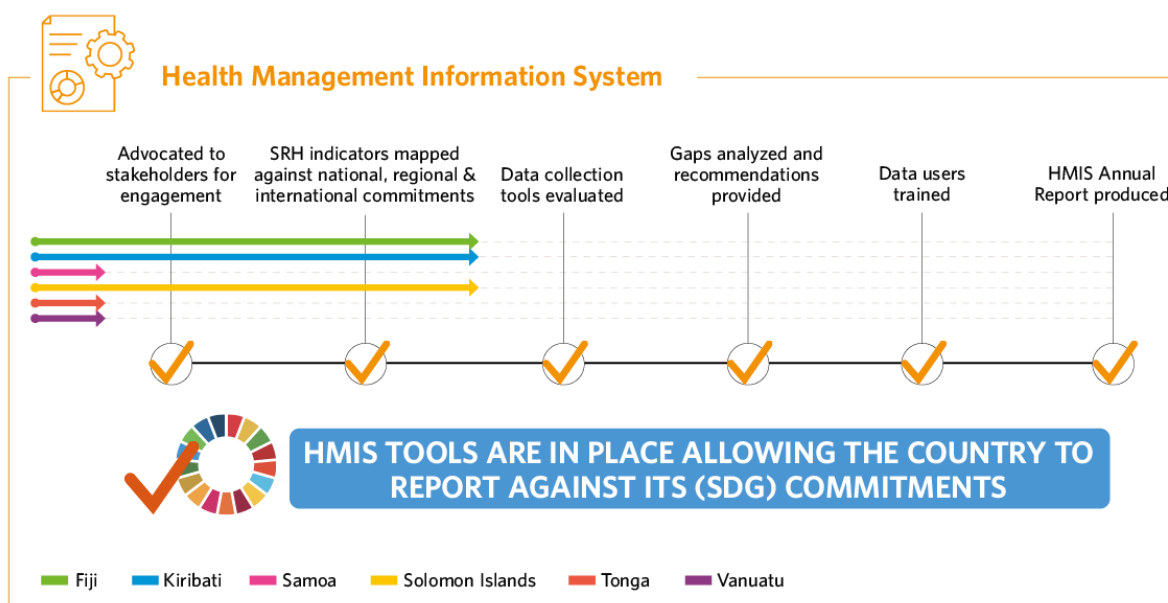 Health Management Information System
Advocated to
stakeholders for
engagement
SRH indicators mapped
against national, regional &
international commitments
Data collection
tools evaluated
Gaps analyzed and
recommendations
provided
Data users
trained
HMIS Annual
Report produced
HMIS TOOLS ARE IN PLACE ALLOWING THE COUNTRY TO
REPORT AGAINST ITS (SDG) COMMITMENTS
Fiji Kiribati Samoa Solomon Islands Tonga Vanuatu